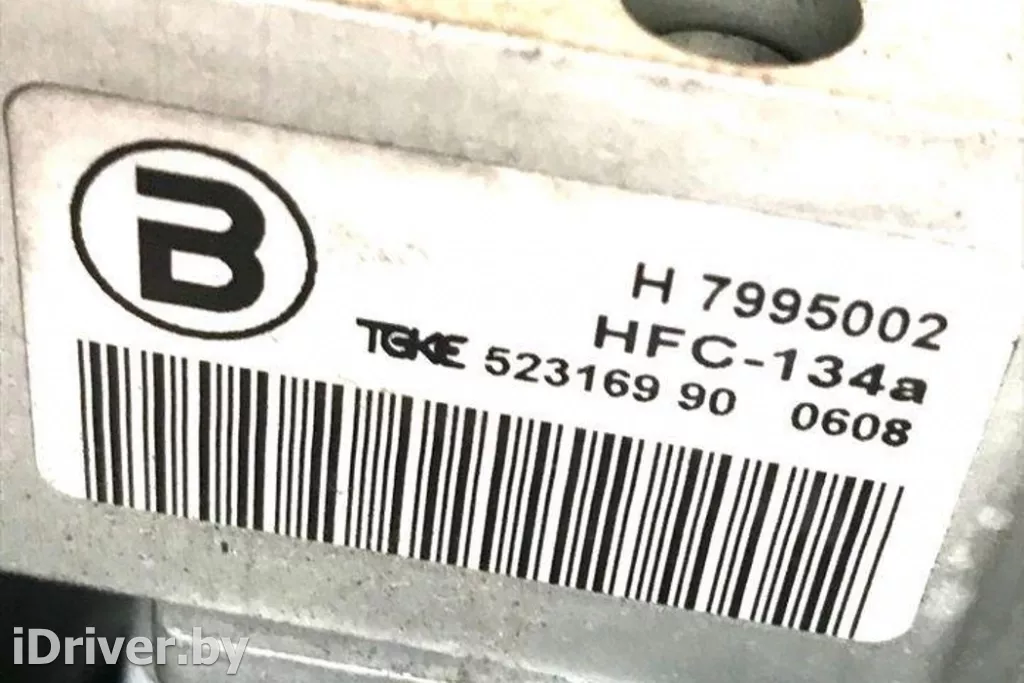 B
H 7995002
HFC-134a
TGKE 523169 90 0608
iDriver.by